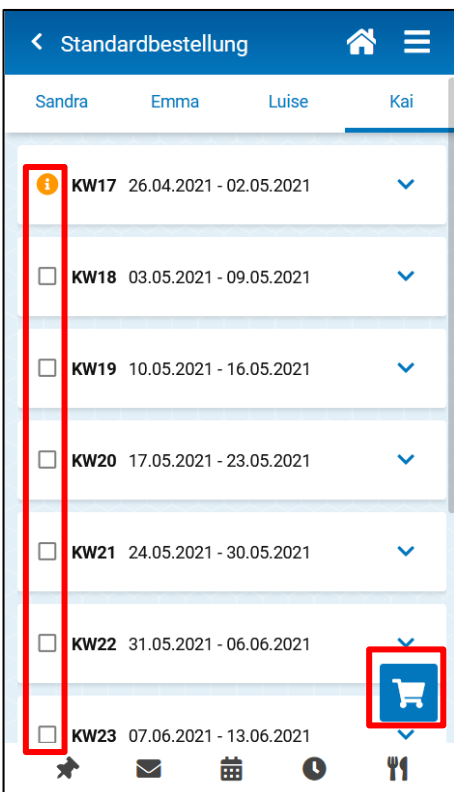 Standardbestellung
Sandra Emma Luise Kai
KW17 26.04.2021 - 02.05.2021
KW18 03.05.2021 - 09.05.2021
KW19 10.05.2021 - 16.05.2021
KW20 17.05.2021 - 23.05.2021
KW21 24.05.2021 - 30.05.2021
KW22 31.05.2021 - 06.06.2021
KW23 07.06.2021 - 13.06.2021